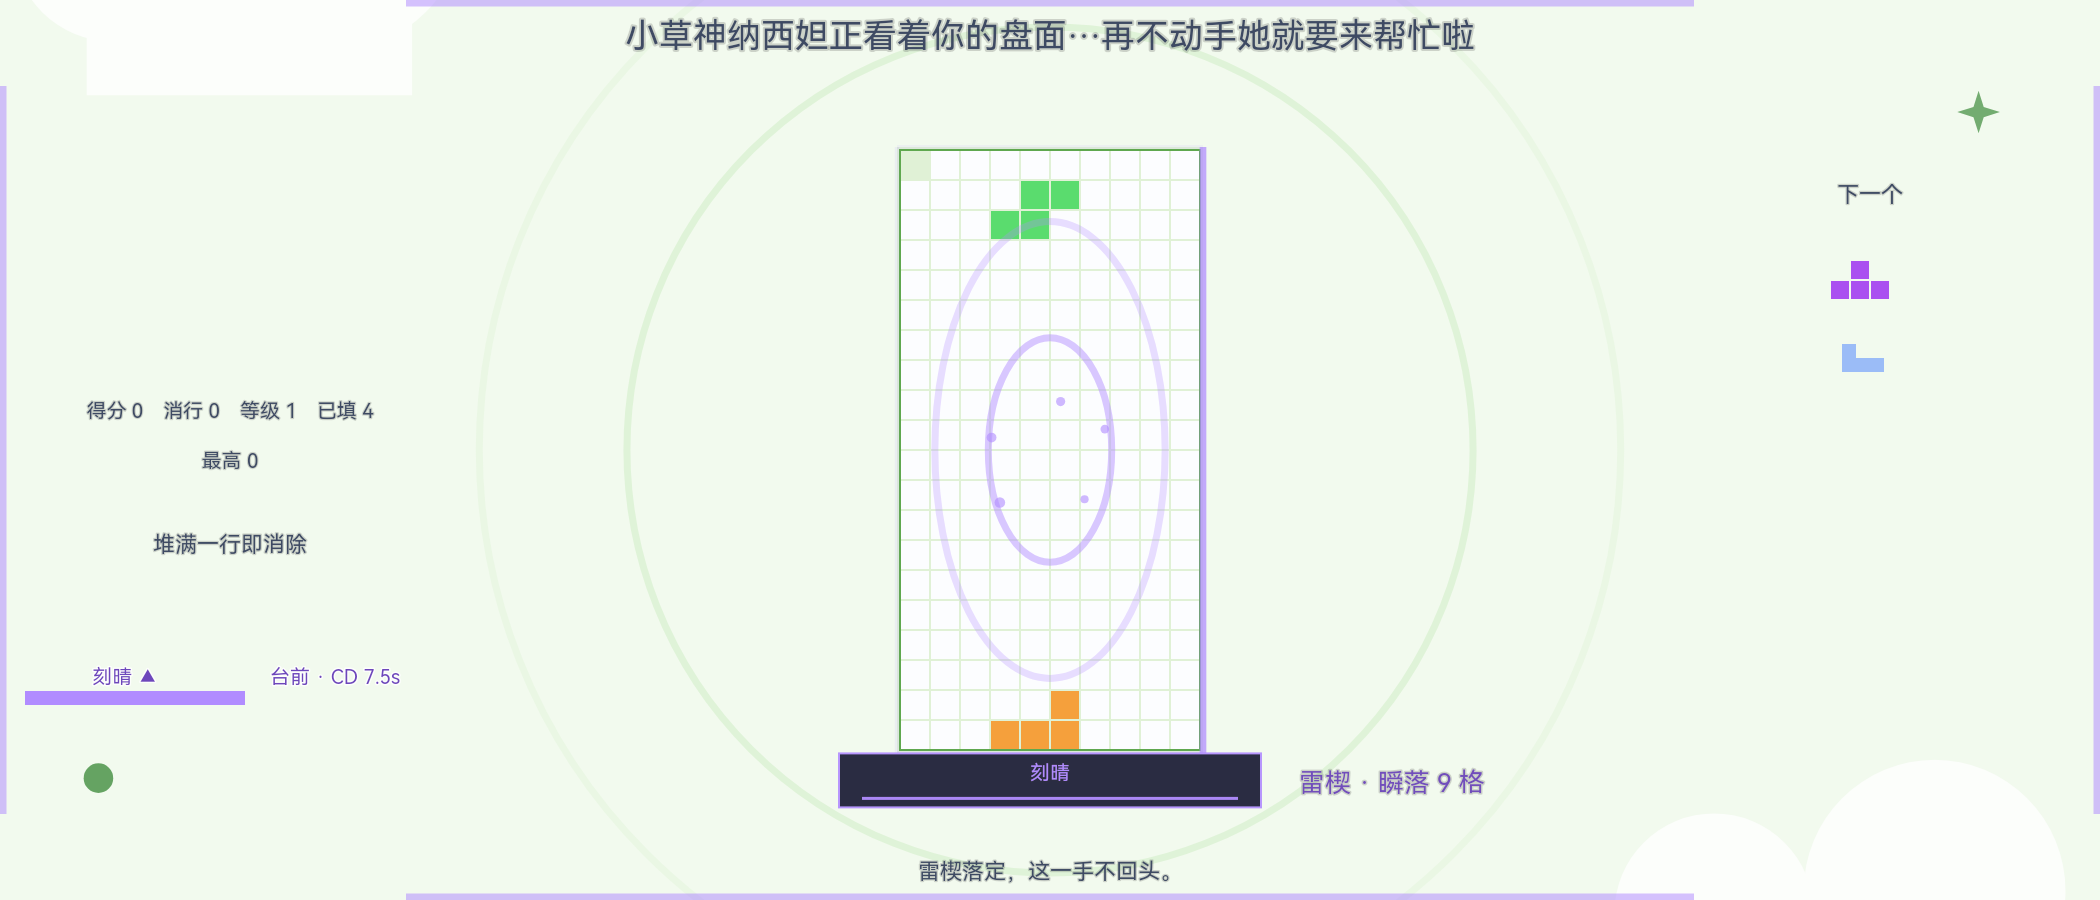 小草神纳西妲正看着你的盘面…再不动手她就要来帮忙啦
下一个
得分 0 消行 0 等级 1 已填 4
最高 0
堆满一行即消除
刻晴 ▲ 台前 · CD 7.5s
刻晴
雷楔 · 瞬落 9 格
雷楔落定，这一手不回头。